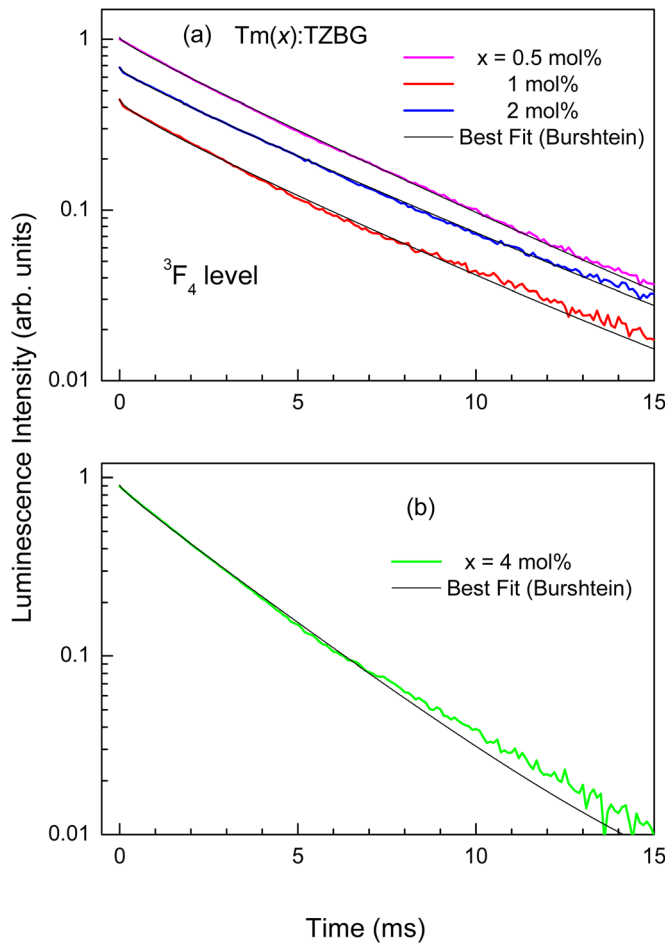 (a) Tm(x):TZBG
x = 0.5 mol%
1 mol%
2 mol%
Best Fit (Burshtein)
³F₄ level
1
0.1
0.01
0 5 10 15
Luminescence Intensity (arb. units)
(b)
x = 4 mol%
Best Fit (Burshtein)
1
0.1
0.01
0 5 10 15
Time (ms)